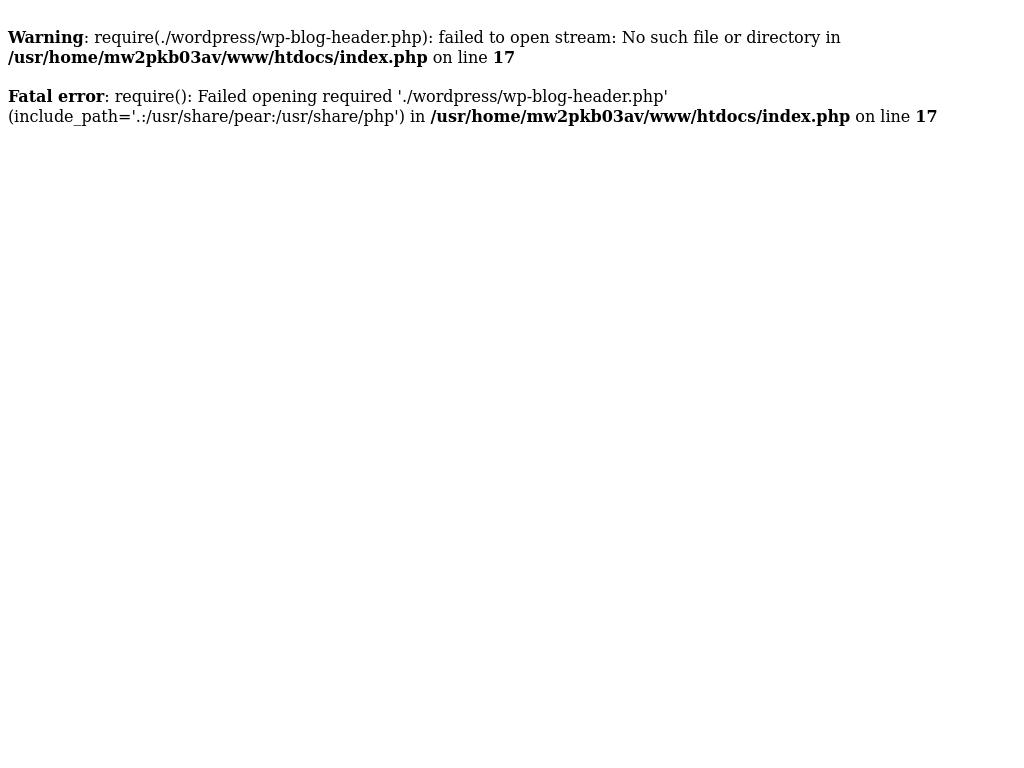 Warning: require(./wordpress/wp-blog-header.php): failed to open stream: No such file or directory in
/usr/home/mw2pkb03av/www/htdocs/index.php on line 17
Fatal error: require(): Failed opening required './wordpress/wp-blog-header.php'
(include_path='.:/usr/share/pear:/usr/share/php') in /usr/home/mw2pkb03av/www/htdocs/index.php on line 17